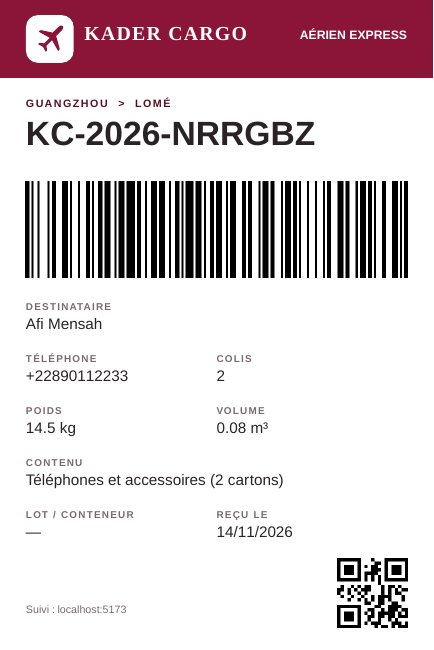 KADER CARGO
AÉRIEN EXPRESS
GUANGZHOU > LOMÉ
KC-2026-NRRGBZ
DESTINATAIRE
Afi Mensah
TÉLÉPHONE COLIS
+22890112233 2
POIDS VOLUME
14.5 kg 0.08 m³
CONTENU
Téléphones et accessoires (2 cartons)
LOT / CONTENEUR REÇU LE
— 14/11/2026
Suivi : localhost:5173